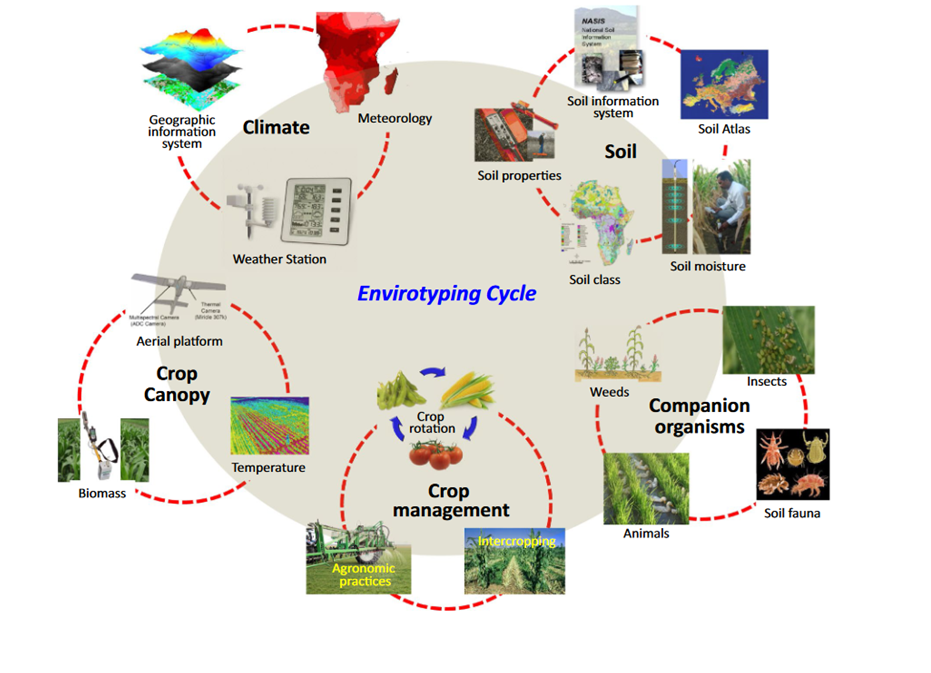 NASIS
National Soil
Information
System
Soil information
system
Soil Atlas
Geographic
information
system
Climate
Meteorology
Soil
Soil properties
Weather Station
Soil class
Soil moisture
Envirotyping Cycle
Thermal
Camera
Multispectral Camera
(ADC Camera)
Aerial platform
Crop
Canopy
Temperature
Biomass
Crop
rotation
Crop
management
Agronomic
practices
Intercropping
Weeds
Insects
Companion
organisms
Animals
Soil fauna